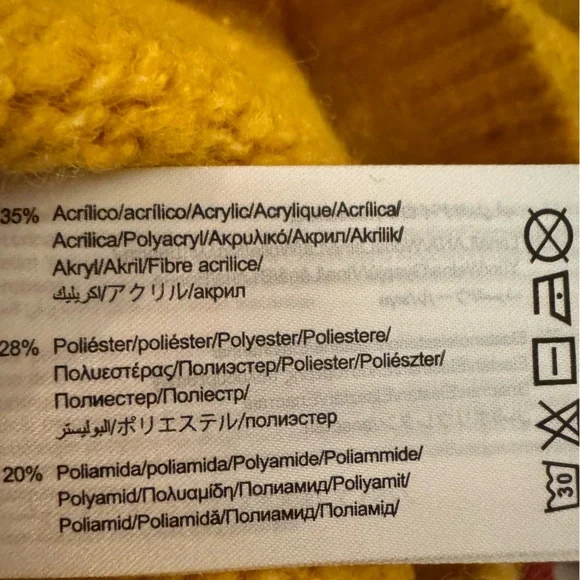 35% Acrílico/acrílico/Acrylic/Acrylique/Acrílica/
Acrilica/Polyacryl/Ακρυλικό/Акрил/Akrilik/
Akryl/Akril/Fibre acrilice/
اكريليك/アクリル/акрил
28% Poliéster/poliéster/Polyester/Poliestere/
Πολυεστέρας/Полиэстер/Poliester/Poliészter/
Полиестер/Поліестр/
البوليستر/ポリエステル/полиэстер
20% Poliamida/poliamida/Polyamide/Poliammide/
Polyamid/Πολυαμίδη/Полиамид/Poliyamit/
Poliamid/Poliamidă/Полиамид/Поліамід/
30